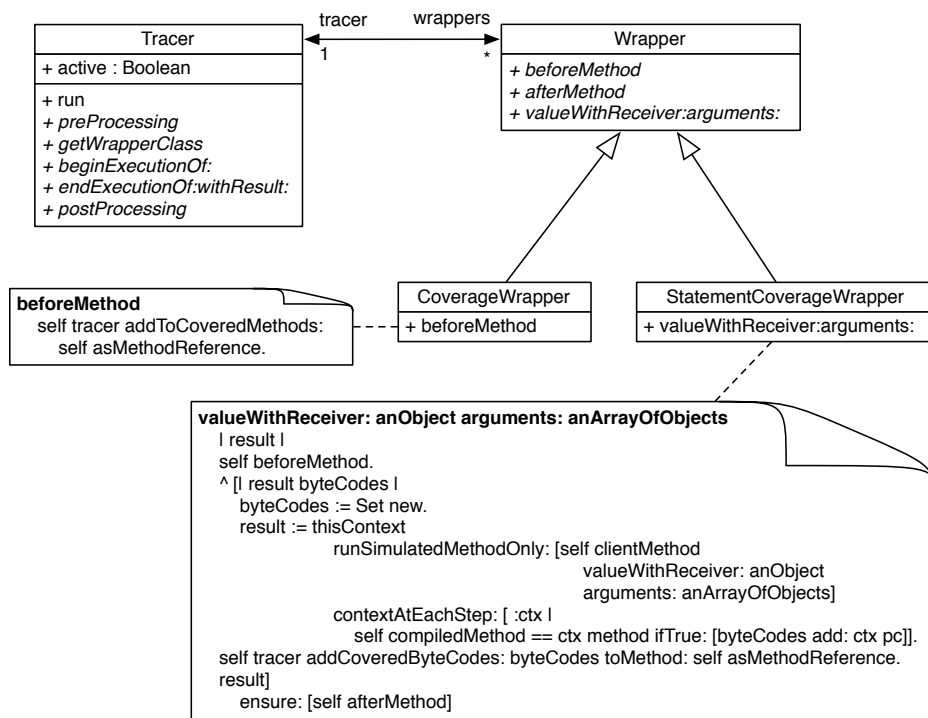 tracer wrappers
Tracer
1
*
Wrapper
+ active : Boolean
+ run
+ preProcessing
+ getWrapperClass
+ beginExecutionOf:
+ endExecutionOf:withResult:
+ postProcessing
+ beforeMethod
+ afterMethod
+ valueWithReceiver:arguments:
beforeMethod
self tracer addToCoveredMethods:
self asMethodReference.
CoverageWrapper
+ beforeMethod
StatementCoverageWrapper
+ valueWithReceiver:arguments:
valueWithReceiver: anObject arguments: anArrayOfObjects
| result |
self beforeMethod.
^ [| result byteCodes |
byteCodes := Set new.
result := thisContext
runSimulatedMethodOnly: [self clientMethod
valueWithReceiver: anObject
arguments: anArrayOfObjects]
contextAtEachStep: [ :ctx |
self compiledMethod == ctx method ifTrue: [byteCodes add: ctx pc]].
self tracer addCoveredByteCodes: byteCodes toMethod: self asMethodReference.
result]
ensure: [self afterMethod]